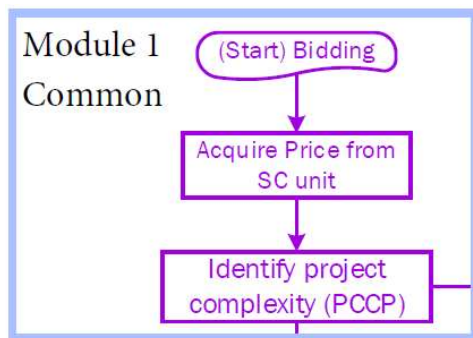 Module 1
Common
(Start) Bidding
Acquire Price from
SC unit
Identify project
complexity (PCCP)